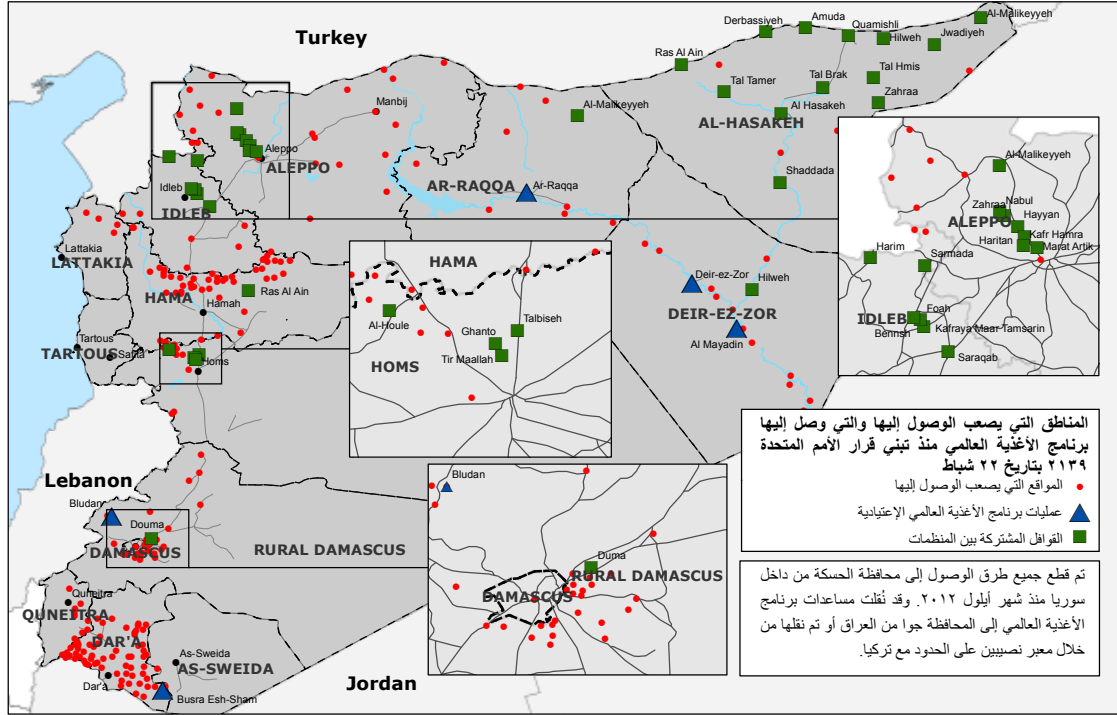 Turkey
Derbassiyeh
Amuda
Quamishli
Al-Malikeyyeh
Hilweh
Jwadiyeh
Ras Al Ain
Tal Tamer
Tal Brak
Tal Hmis
Zahraa
Al Hasakeh
AL-HASAKEH
Al-Malikeyyeh
Manbij
Aleppo
ALEPPO
Idleb
IDLEB
AR-RAQQA
Ar-Raqqa
Shaddada
Lattakia
LATTAKIA
HAMA
Hamah
Ras Al Ain
Deir-ez-Zor
Hilweh
DEIR-EZ-ZOR
Al Mayadin
Tartous
TARTOUS
Safita
Homs
HAMA
Al-Houle
Ghanto
Talbiseh
Tir Maallah
HOMS
Al-Malikeyyeh
Zahraa
Nabul
ALEPPO
Hayyan
Kafr Hamra
Haritan
Marat Artik
Harim
Sarmada
IDLEB
Foah
Kafraya
Maar Tamsarin
Bennsh
Saraqab
Lebanon
Bludan
Douma
DAMASCUS
RURAL DAMASCUS
Bludan
Duma
RURAL DAMASCUS
DAMASCUS
Quneitra
QUNEITRA
DAR'A
As-Sweida
AS-SWEIDA
Dar'a
Busra Esh-Sham
Jordan
المناطق التي يصعب الوصول إليها والتي وصل إليها
برنامج الأغذية العالمي منذ تبني قرار الأمم المتحدة
٢١٣٩ بتاريخ ٢٢ شباط
المواقع التي يصعب الوصول إليها
عمليات برنامج الأغذية العالمي الإعتيادية
القوافل المشتركة بين المنظمات
تم قطع جميع طرق الوصول إلى محافظة الحسكة من داخل
سوريا منذ شهر أيلول ٢٠١٢. وقد نُقلت مساعدات برنامج
الأغذية العالمي إلى المحافظة جوا من العراق أو تم نقلها من
خلال معبر نصيبين على الحدود مع تركيا.